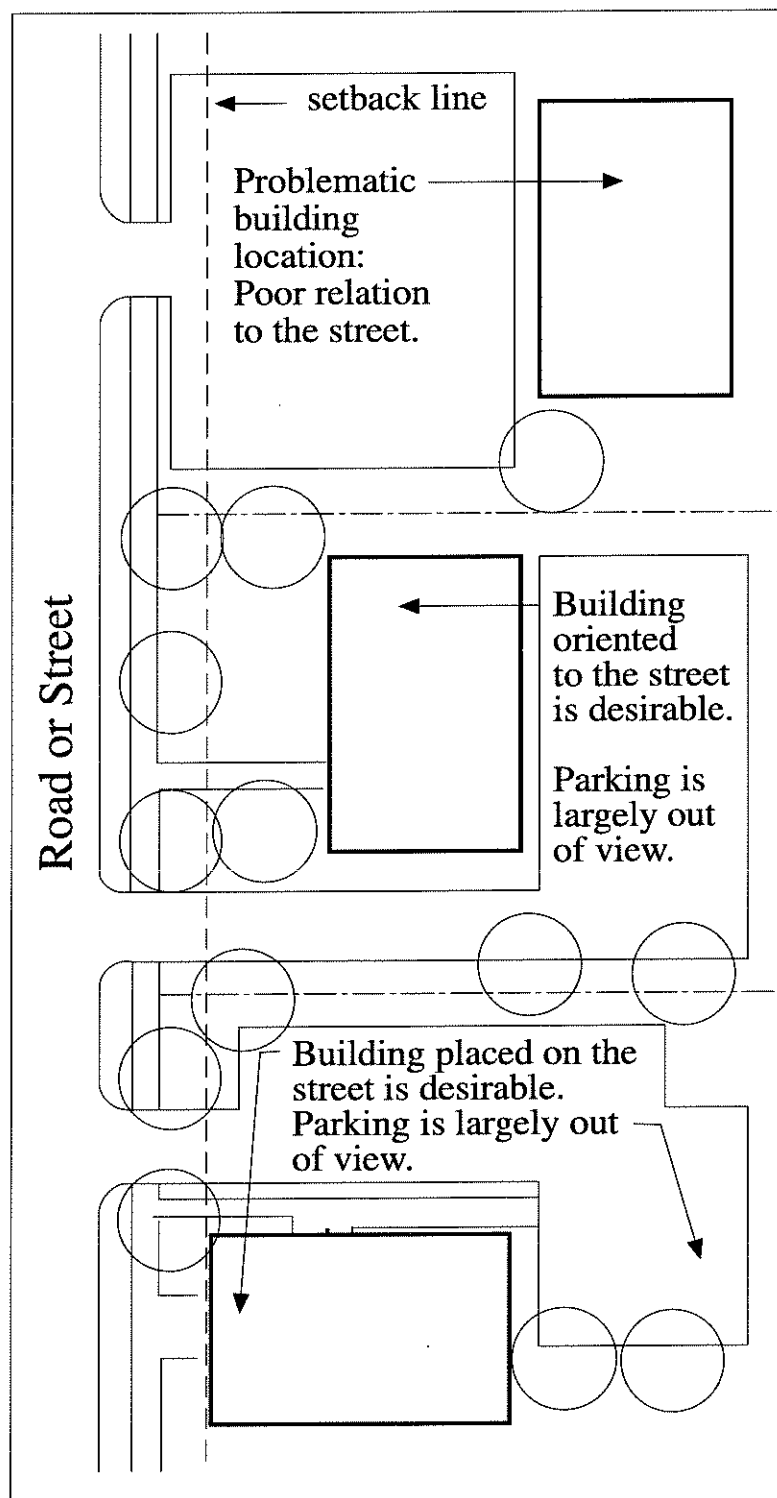 setback line
Problematic
building
location:
Poor relation
to the street.
Road or Street
Building
oriented
to the street
is desirable.
Parking is
largely out
of view.
Building placed on the
street is desirable.
Parking is largely out
of view.